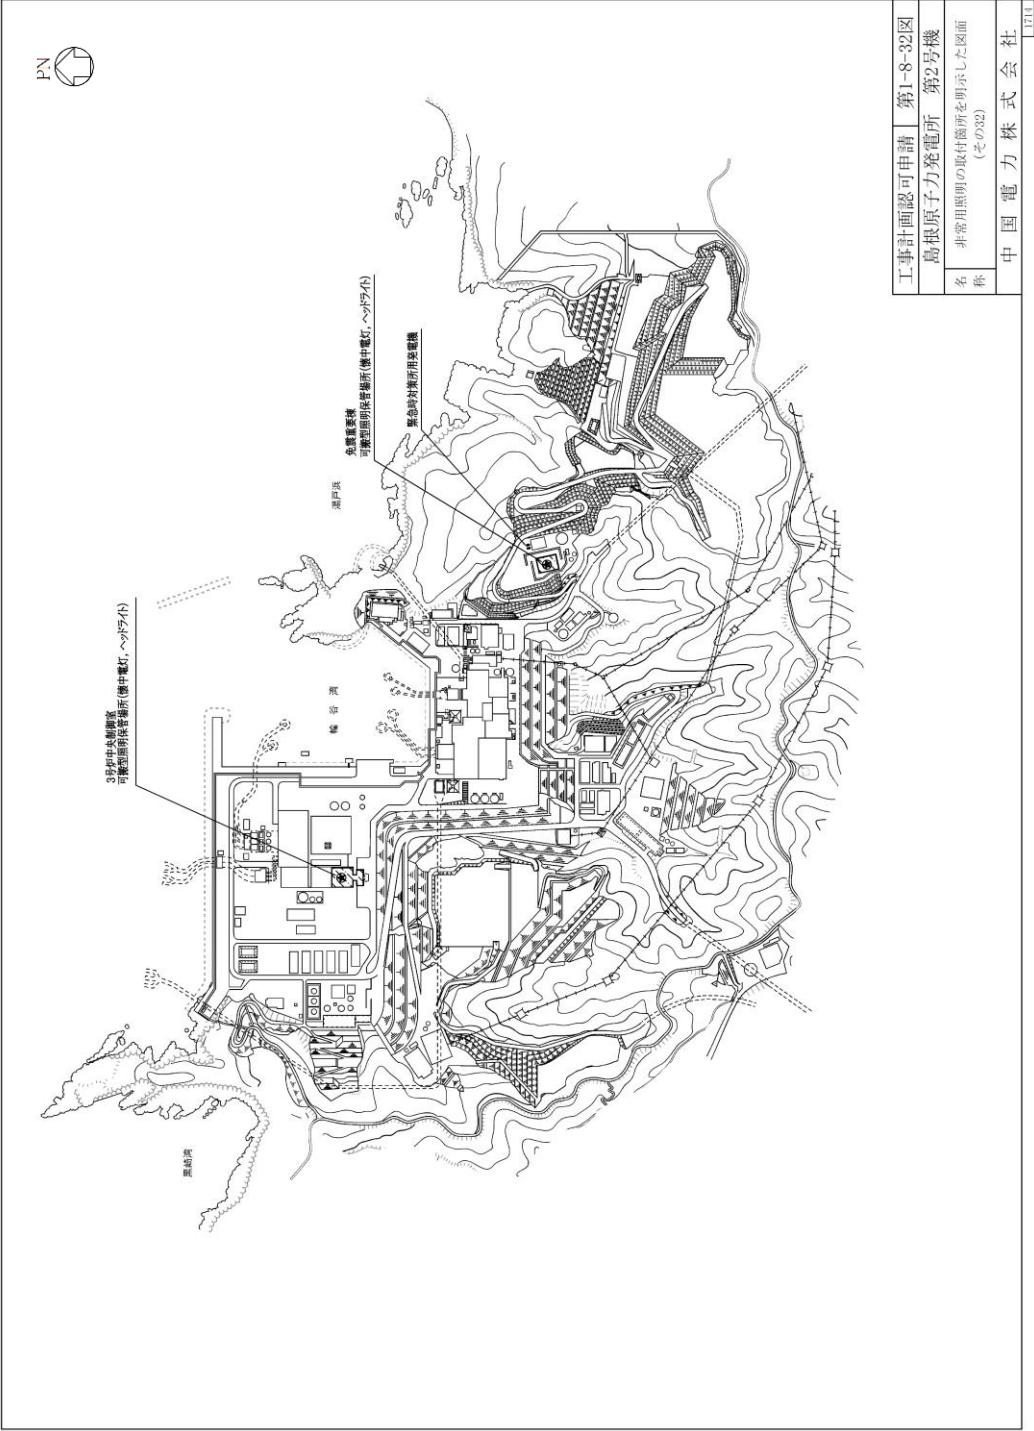 PN
3号炉中央制御室
可搬型照明保管場所(懐中電灯，ヘッドライト)
免震重要棟
可搬型照明保管場所(懐中電灯，ヘッドライト)
緊急時対策所用発電機
湯戸浜
輪谷湾
黒崎湾
工事計画認可申請 第1-8-32図
島根原子力発電所 第2号機
名称 非常用照明の取付箇所を明示した図面
(その32)
中国電力株式会社
1714